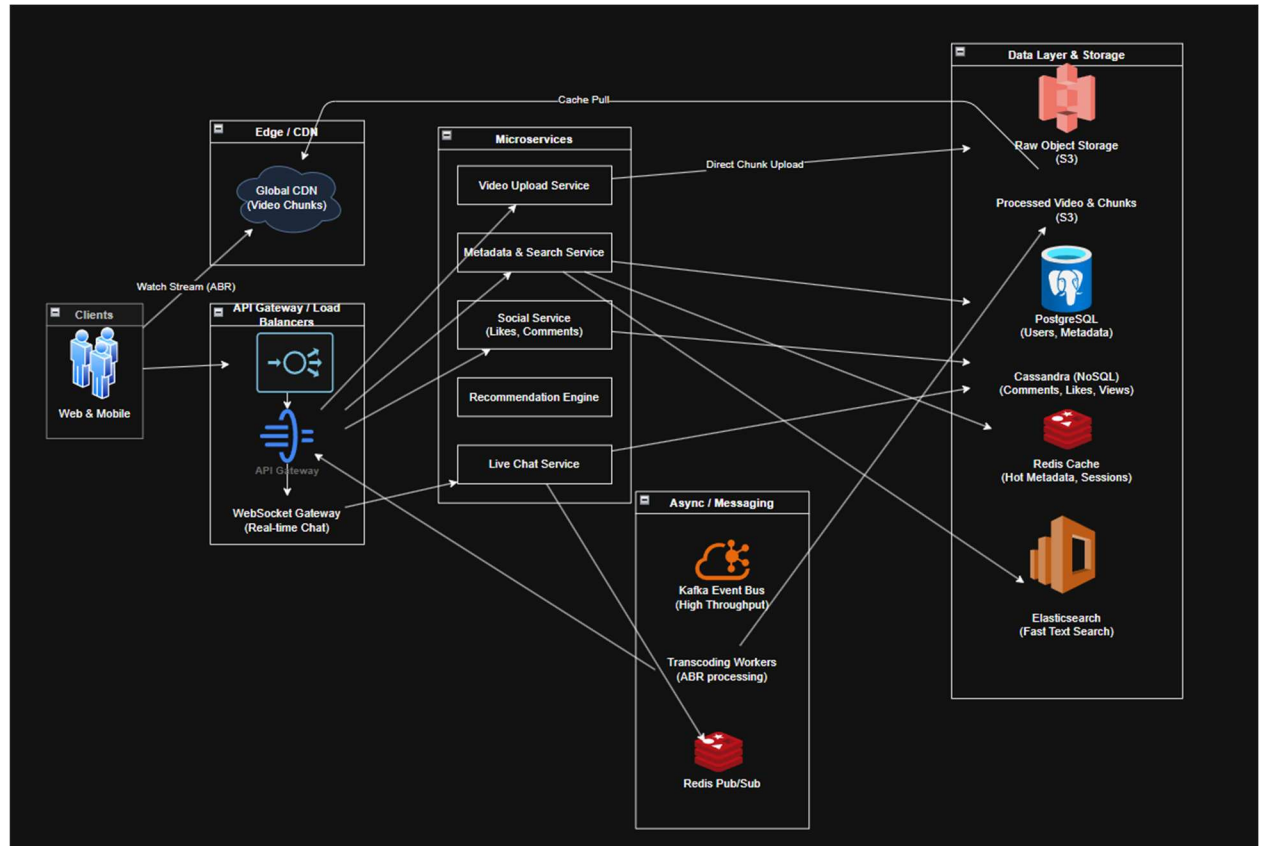 Cache Pull
Edge / CDN
Global CDN
(Video Chunks)
Watch Stream (ABR)
Clients
Web & Mobile
API Gateway / Load
Balancers
API Gateway
WebSocket Gateway
(Real-time Chat)
Microservices
Video Upload Service
Metadata & Search Service
Social Service
(Likes, Comments)
Recommendation Engine
Live Chat Service
Direct Chunk Upload
Async / Messaging
Kafka Event Bus
(High Throughput)
Transcoding Workers
(ABR processing)
Redis Pub/Sub
Data Layer & Storage
Raw Object Storage
(S3)
Processed Video & Chunks
(S3)
PostgreSQL
(Users, Metadata)
Cassandra (NoSQL)
(Comments, Likes, Views)
Redis Cache
(Hot Metadata, Sessions)
Elasticsearch
(Fast Text Search)